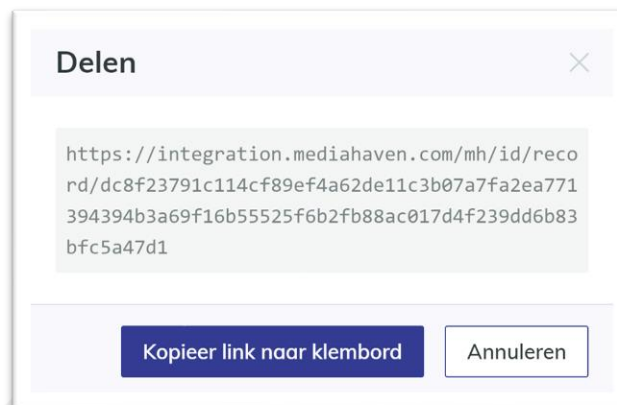 Delen
https://integration.mediahaven.com/mh/id/reco
rd/dc8f23791c114cf89ef4a62de11c3b07a7fa2ea771
394394b3a69f16b55525f6b2fb88ac017d4f239dd6b83
bfc5a47d1
Kopieer link naar klembord
Annuleren